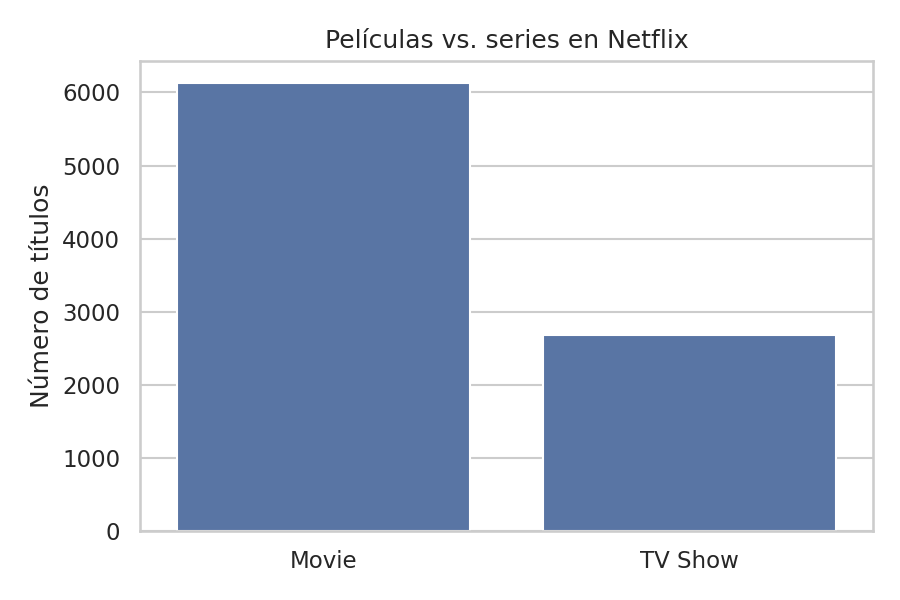 Películas vs. series en Netflix
Número de títulos
6000
5000
4000
3000
2000
1000
0
Movie
TV Show